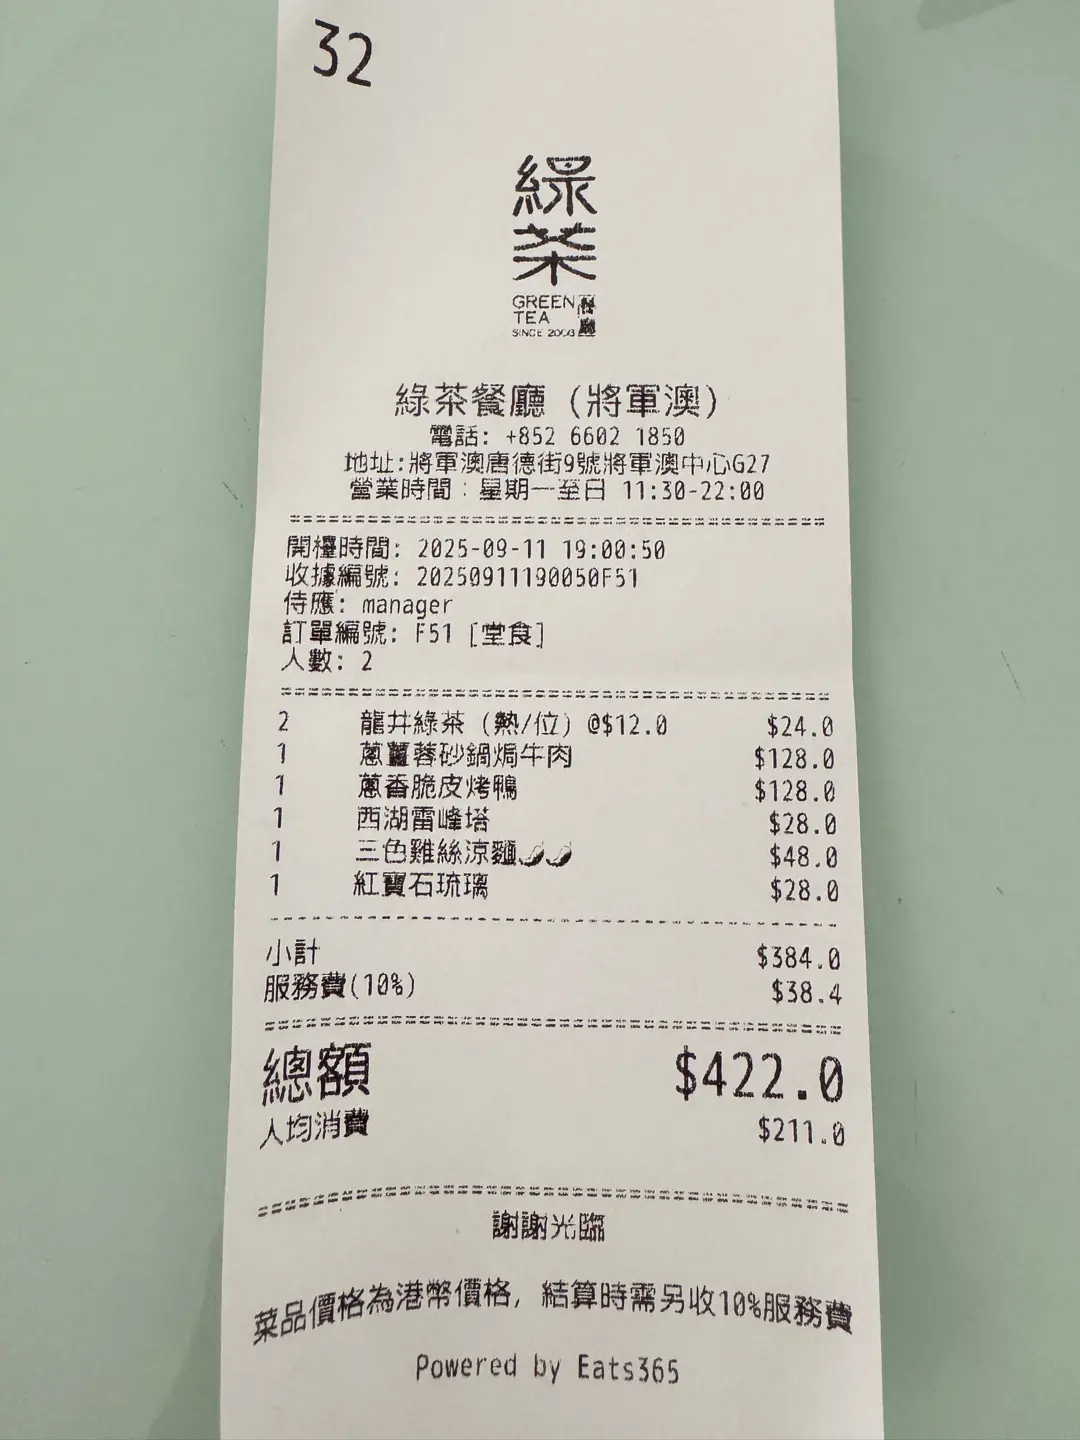 32
綠
茶
GREEN 餐
TEA 廳
SINCE 2008
綠茶餐廳 (將軍澳)
電話: +852 6602 1850
地址:將軍澳唐德街9號將軍澳中心G27
營業時間：星期一至日 11:30-22:00
開檯時間: 2025-09-11 19:00:50
收據編號: 20250911190050F51
侍應: manager
訂單編號: F51 [堂食]
人數: 2
2 龍井綠茶 (熱/位) @$12.0 $24.0
1 蔥薑蓉砂鍋焗牛肉 $128.0
1 蔥香脆皮烤鴨 $128.0
1 西湖雷峰塔 $28.0
1 三色雞絲涼麵🌶🌶 $48.0
1 紅寶石琉璃 $28.0
小計 $384.0
服務費(10%) $38.4
總額 $422.0
人均消費 $211.0
謝謝光臨
菜品價格為港幣價格, 結算時需另收10%服務費
Powered by Eats365